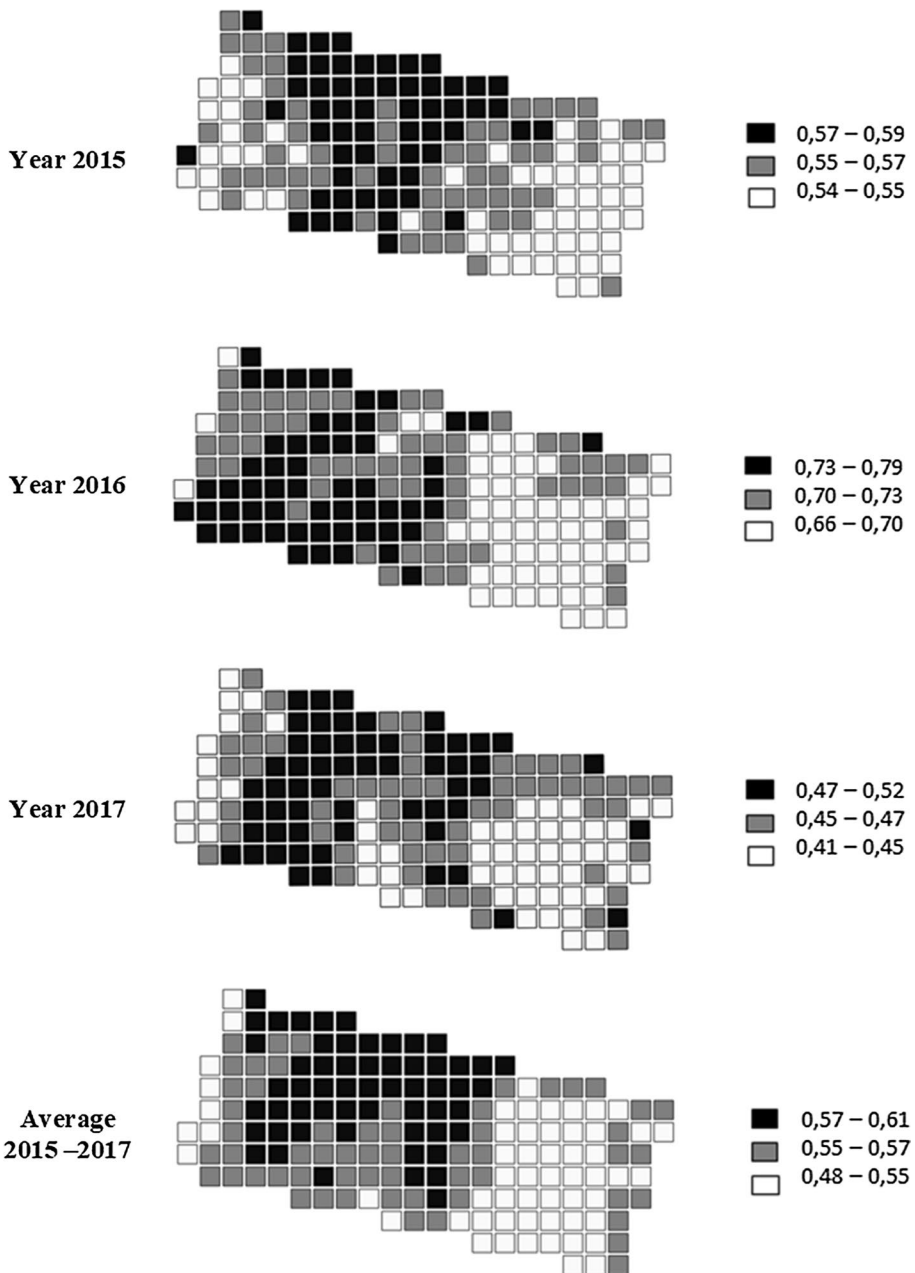 Year 2015
0,57 – 0,59
0,55 – 0,57
0,54 – 0,55
Year 2016
0,73 – 0,79
0,70 – 0,73
0,66 – 0,70
Year 2017
0,47 – 0,52
0,45 – 0,47
0,41 – 0,45
Average
2015 –2017
0,57 – 0,61
0,55 – 0,57
0,48 – 0,55